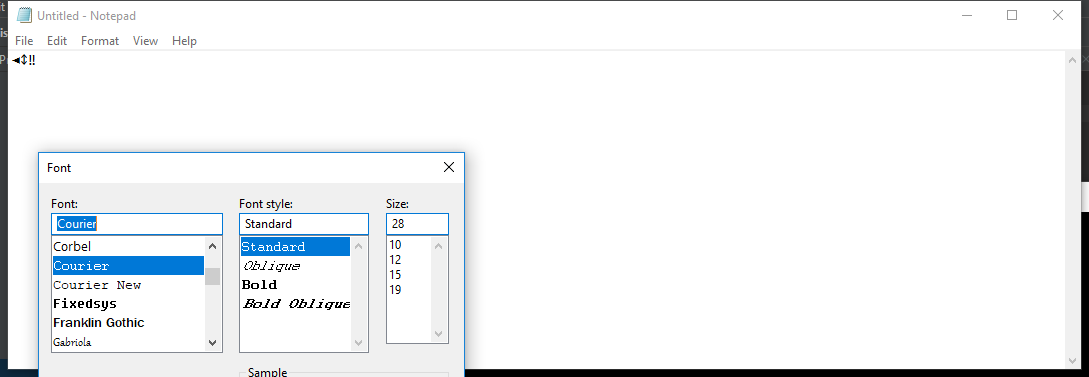 Untitled - Notepad
File Edit Format View Help
◄↕‼
Font
Font: Font style: Size:
Courier Standard 28
Corbel Standard 10
Courier Oblique 12
Courier New Bold 15
Fixedsys Bold Oblique 19
Franklin Gothic
Gabriola
Sample